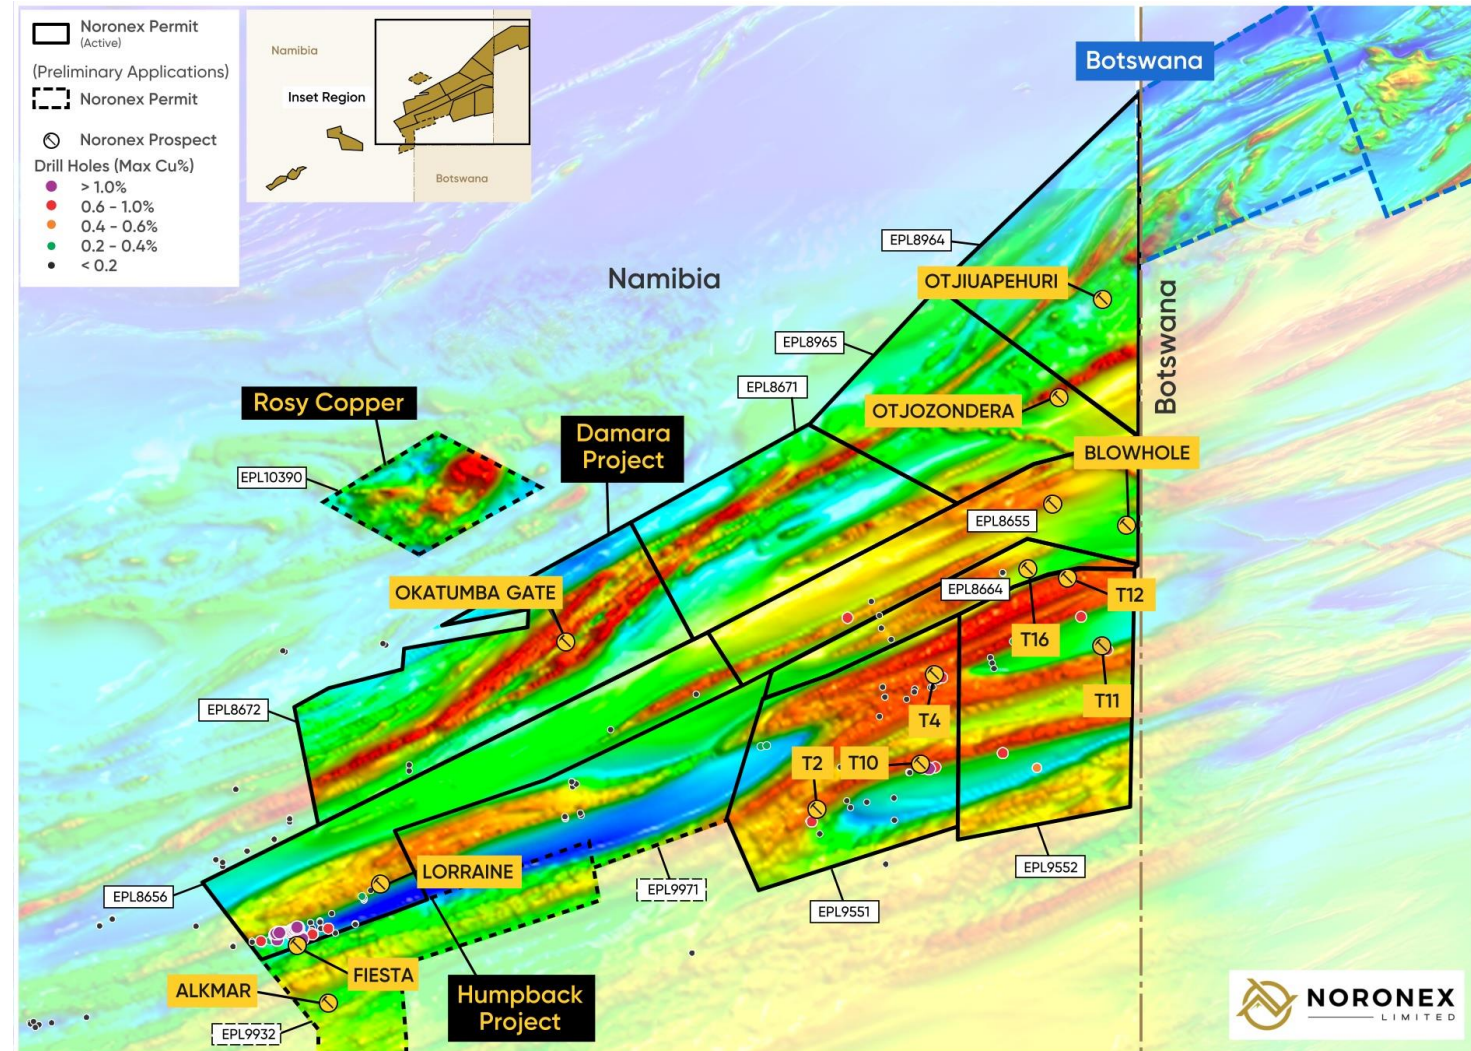 Noronex Permit
(Active)
(Preliminary Applications)
Noronex Permit
Noronex Prospect
Drill Holes (Max Cu%)
> 1.0%
0.6 - 1.0%
0.4 - 0.6%
0.2 - 0.4%
< 0.2
Namibia
Inset Region
Botswana
Botswana
EPL8964
Namibia
OTJIUAPEHURI
Botswana
EPL8965
EPL8671
Rosy Copper
OTJOZONDERA
Damara
Project
BLOWHOLE
EPL10390
EPL8655
OKATUMBA GATE
EPL8664
T12
T16
EPL8672
T11
T4
T2
T10
EPL9552
LORRAINE
EPL8656
EPL9971
EPL9551
FIESTA
ALKMAR
Humpback
Project
EPL9932
NORONEX
LIMITED